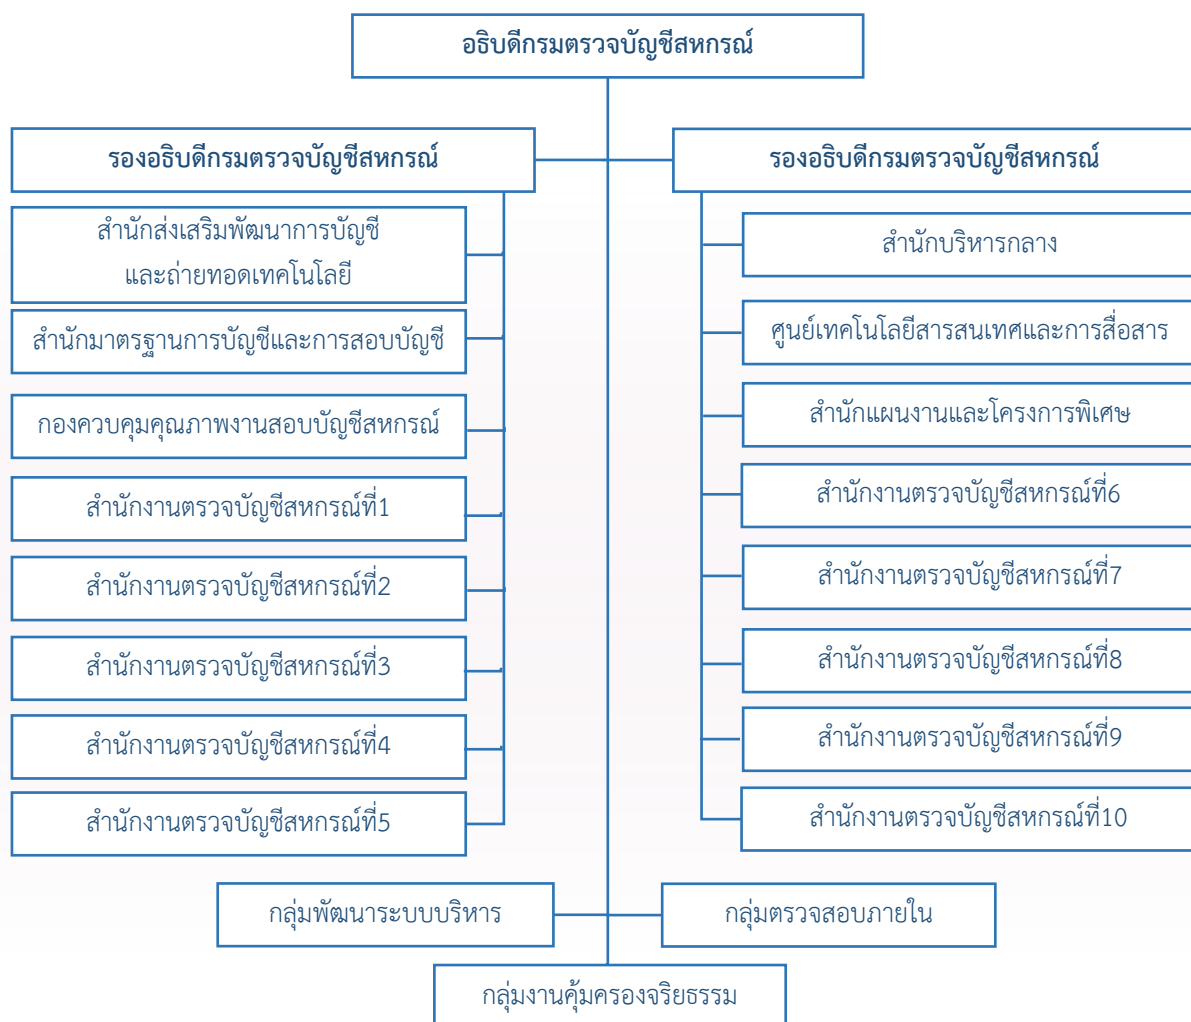 อธิบดีกรมตรวจบัญชีสหกรณ์
รองอธิบดีกรมตรวจบัญชีสหกรณ์
สำนักส่งเสริมพัฒนาการบัญชี
และถ่ายทอดเทคโนโลยี
สำนักมาตรฐานการบัญชีและการสอบบัญชี
กองควบคุมคุณภาพงานสอบบัญชีสหกรณ์
สำนักงานตรวจบัญชีสหกรณ์ที่1
สำนักงานตรวจบัญชีสหกรณ์ที่2
สำนักงานตรวจบัญชีสหกรณ์ที่3
สำนักงานตรวจบัญชีสหกรณ์ที่4
สำนักงานตรวจบัญชีสหกรณ์ที่5
รองอธิบดีกรมตรวจบัญชีสหกรณ์
สำนักบริหารกลาง
ศูนย์เทคโนโลยีสารสนเทศและการสื่อสาร
สำนักแผนงานและโครงการพิเศษ
สำนักงานตรวจบัญชีสหกรณ์ที่6
สำนักงานตรวจบัญชีสหกรณ์ที่7
สำนักงานตรวจบัญชีสหกรณ์ที่8
สำนักงานตรวจบัญชีสหกรณ์ที่9
สำนักงานตรวจบัญชีสหกรณ์ที่10
กลุ่มพัฒนาระบบบริหาร
กลุ่มตรวจสอบภายใน
กลุ่มงานคุ้มครองจริยธรรม